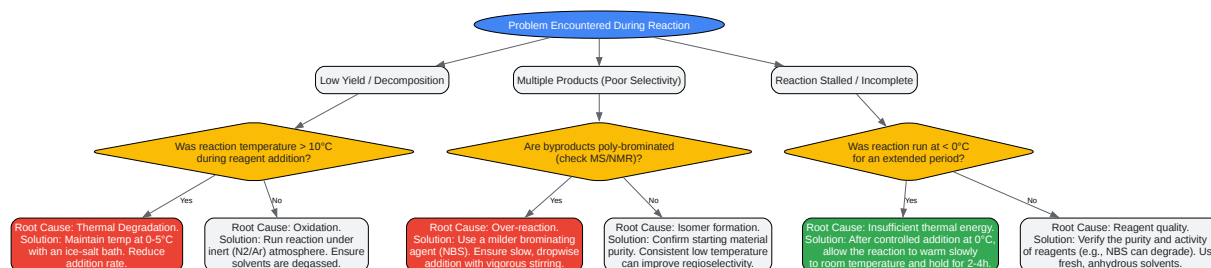 Problem Encountered During Reaction
Low Yield / Decomposition
Multiple Products (Poor Selectivity)
Reaction Stalled / Incomplete
Was reaction temperature > 10°C
during reagent addition?
Are byproducts poly-brominated
(check MS/NMR)?
Was reaction run at < 0°C
for an extended period?
Yes
No
Yes
No
Yes
No
Root Cause: Thermal Degradation.
Solution: Maintain temp at 0-5°C
with an ice-salt bath. Reduce
addition rate.
Root Cause: Oxidation.
Solution: Run reaction under
inert (N2/Ar) atmosphere. Ensure
solvents are degassed.
Root Cause: Over-reaction.
Solution: Use a milder brominating
agent (NBS). Ensure slow, dropwise
addition with vigorous stirring.
Root Cause: Isomer formation.
Solution: Confirm starting material
purity. Consistent low temperature
can improve regioselectivity.
Root Cause: Insufficient thermal energy.
Solution: After controlled addition at 0°C,
allow the reaction to warm slowly
to room temperature and hold for 2-4h.
Root Cause: Reagent quality.
Solution: Verify the purity and activity
of reagents (e.g., NBS can degrade). Use
fresh, anhydrous solvents.